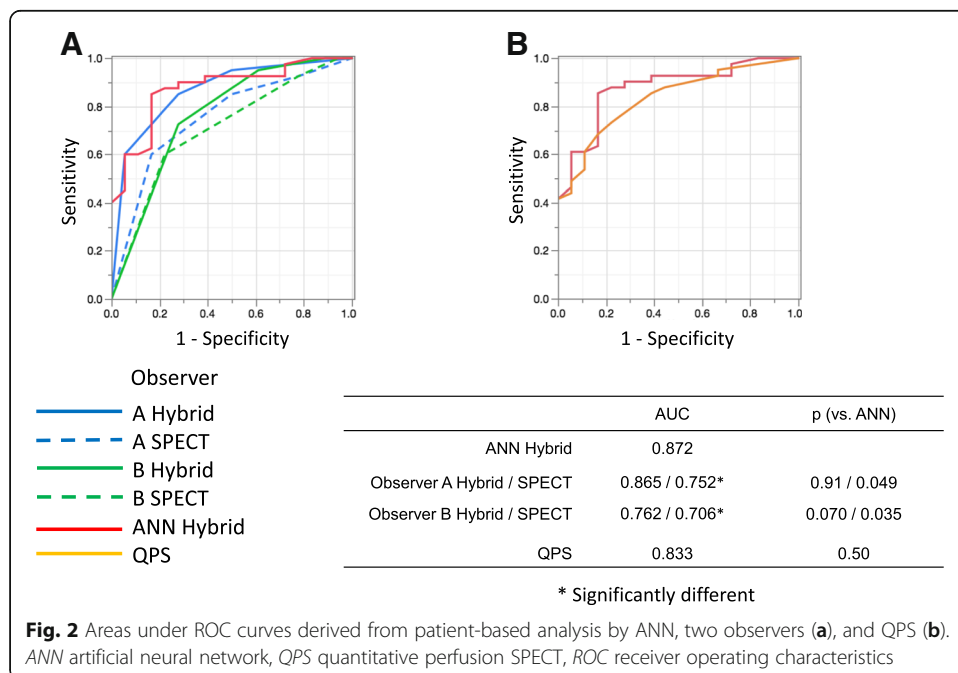 A
B
1.0
0.8
0.6
0.4
0.2
0.0
Sensitivity
0.0 0.2 0.4 0.6 0.8 1.0
1 - Specificity
1.0
0.8
0.6
0.4
0.2
0.0
Sensitivity
0.0 0.2 0.4 0.6 0.8 1.0
1 - Specificity
Observer
A Hybrid
A SPECT
B Hybrid
B SPECT
ANN Hybrid
QPS
AUC p (vs. ANN)
ANN Hybrid 0.872
Observer A Hybrid / SPECT 0.865 / 0.752* 0.91 / 0.049
Observer B Hybrid / SPECT 0.762 / 0.706* 0.070 / 0.035
QPS 0.833 0.50
* Significantly different
Fig. 2 Areas under ROC curves derived from patient-based analysis by ANN, two observers (a), and QPS (b).
ANN artificial neural network, QPS quantitative perfusion SPECT, ROC receiver operating characteristics